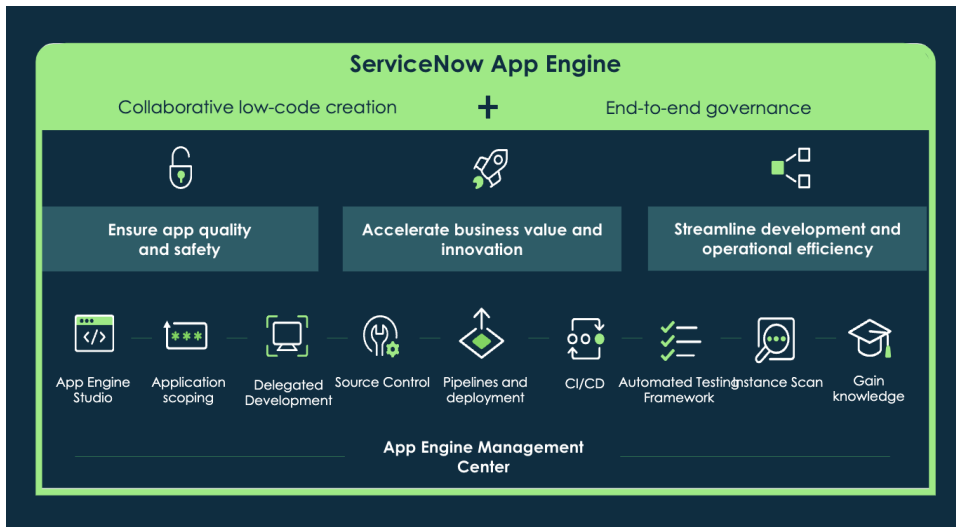 ServiceNow App Engine
Collaborative low-code creation
+
End-to-end governance
Ensure app quality
and safety
Accelerate business value and
innovation
Streamline development and
operational efficiency
</>
***
App Engine
Studio
Application
scoping
Delegated
Development
Source Control
Pipelines and
deployment
CI/CD
Automated Testing
Framework
Instance Scan
Gain
knowledge
App Engine Management
Center